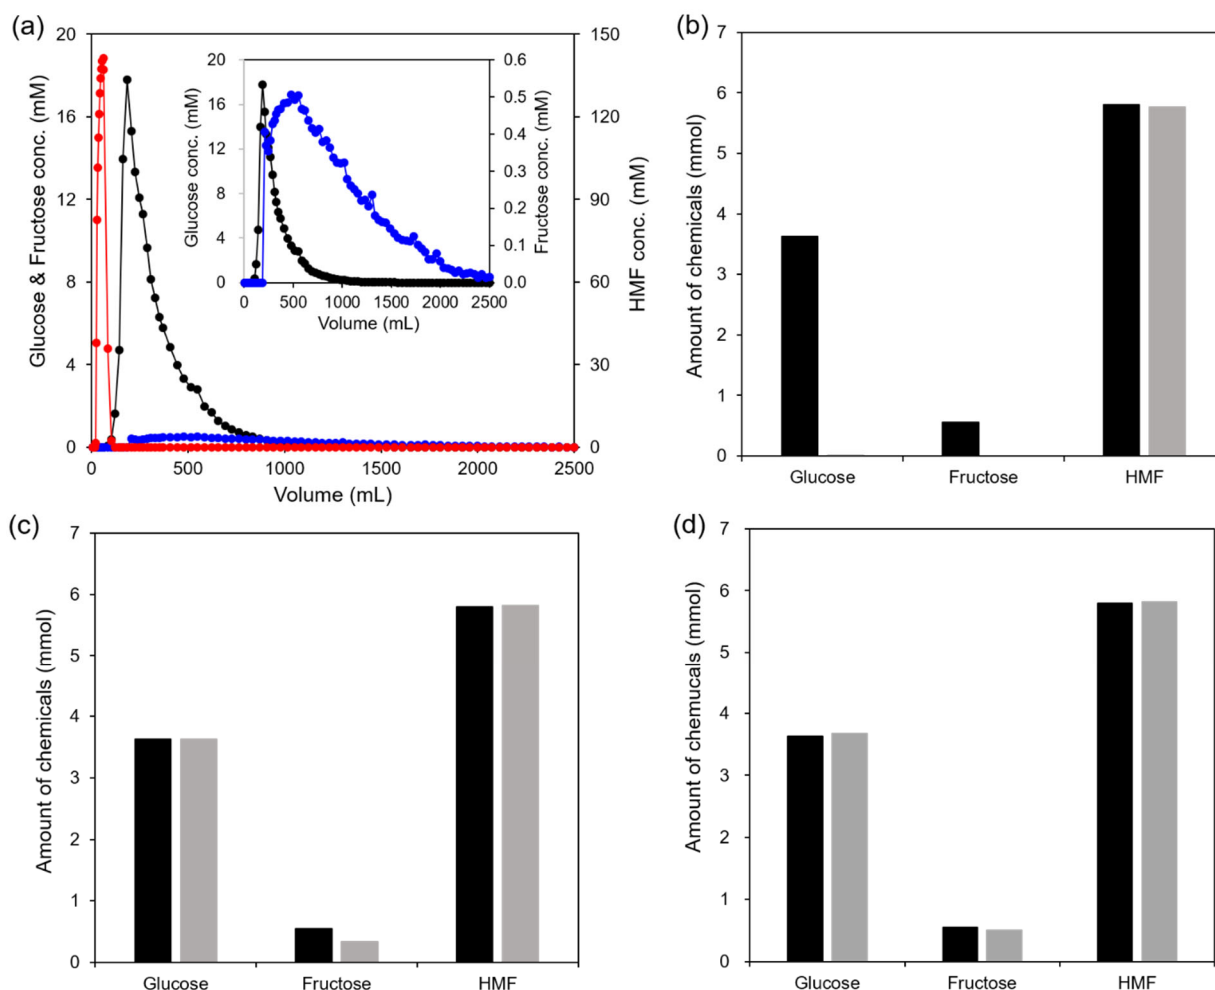 (a)
20
16
12
8
4
0
Glucose & Fructose conc. (mM)
150
120
90
60
30
0
HMF conc. (mM)
0
500
1000
1500
2000
2500
Volume (mL)
20
16
12
8
4
0
Glucose conc. (mM)
0.6
0.5
0.4
0.3
0.2
0.1
0.0
Fructose conc. (mM)
0
500
1000
1500
2000
2500
Volume (mL)
(b)
7
6
5
4
3
2
1
0
Amount of chemicals (mmol)
Glucose
Fructose
HMF
(c)
7
6
5
4
3
2
1
0
Amount of chemicals (mmol)
Glucose
Fructose
HMF
(d)
7
6
5
4
3
2
1
0
Amount of chemucals (mmol)
Glucose
Fructose
HMF